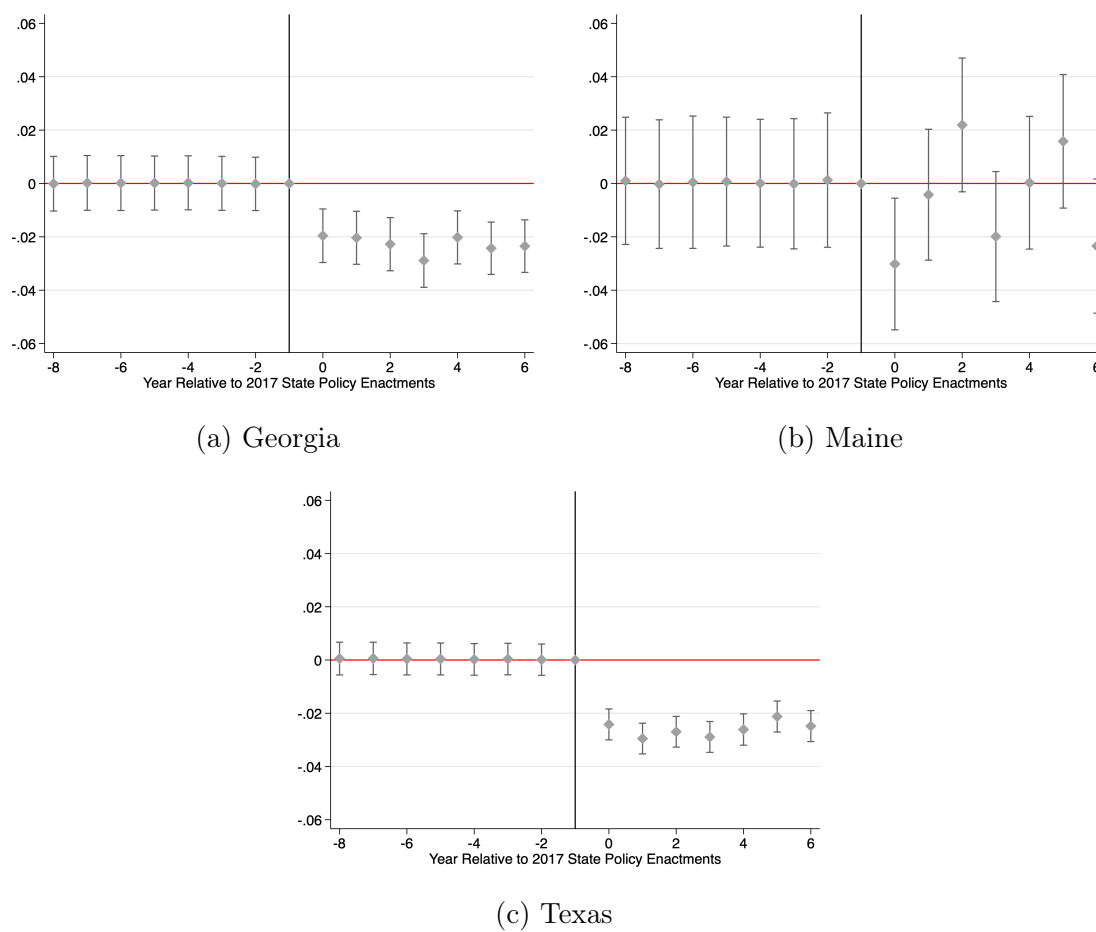 .06
.04
.02
0
-.02
-.04
-.06
-8 -6 -4 -2 0 2 4 6
Year Relative to 2017 State Policy Enactments
(a) Georgia
.06
.04
.02
0
-.02
-.04
-.06
-8 -6 -4 -2 0 2 4 6
Year Relative to 2017 State Policy Enactments
(b) Maine
.06
.04
.02
0
-.02
-.04
-.06
-8 -6 -4 -2 0 2 4 6
Year Relative to 2017 State Policy Enactments
(c) Texas